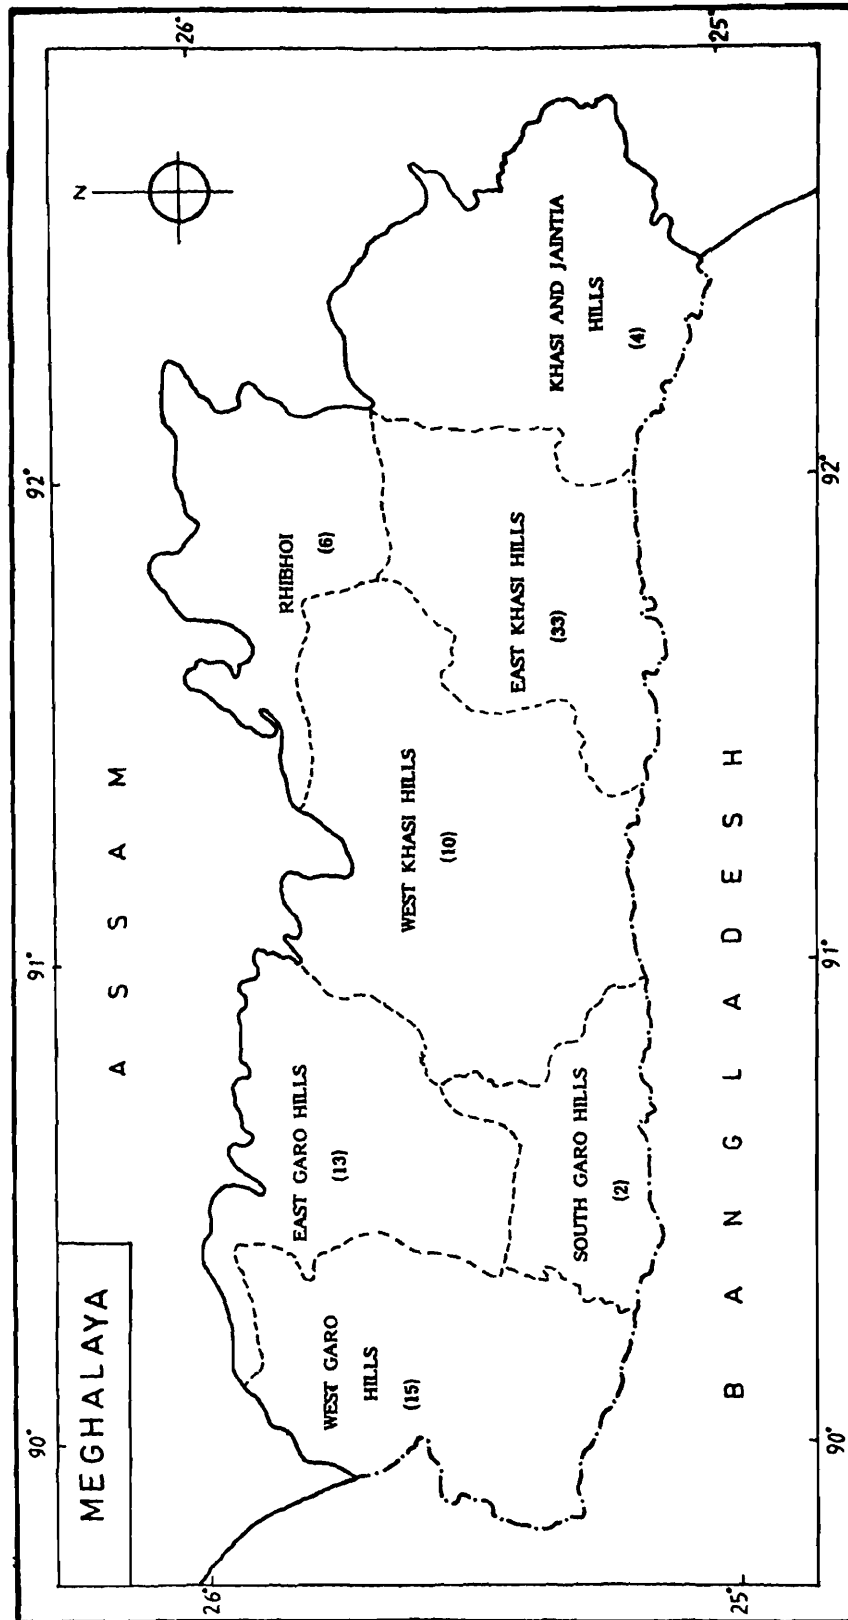 MEGHALAYA
90°
91°
92°
26°
26°
N
A S S A M
WEST GARO
HILLS
(15)
EAST GARO HILLS
(13)
SOUTH GARO HILLS
(2)
WEST KHASI HILLS
(10)
RHIBHOI
(6)
EAST KHASI HILLS
(33)
KHASI AND JAINTIA
HILLS
(4)
B A N G L A D E S H
25°
25°
90°
91°
92°